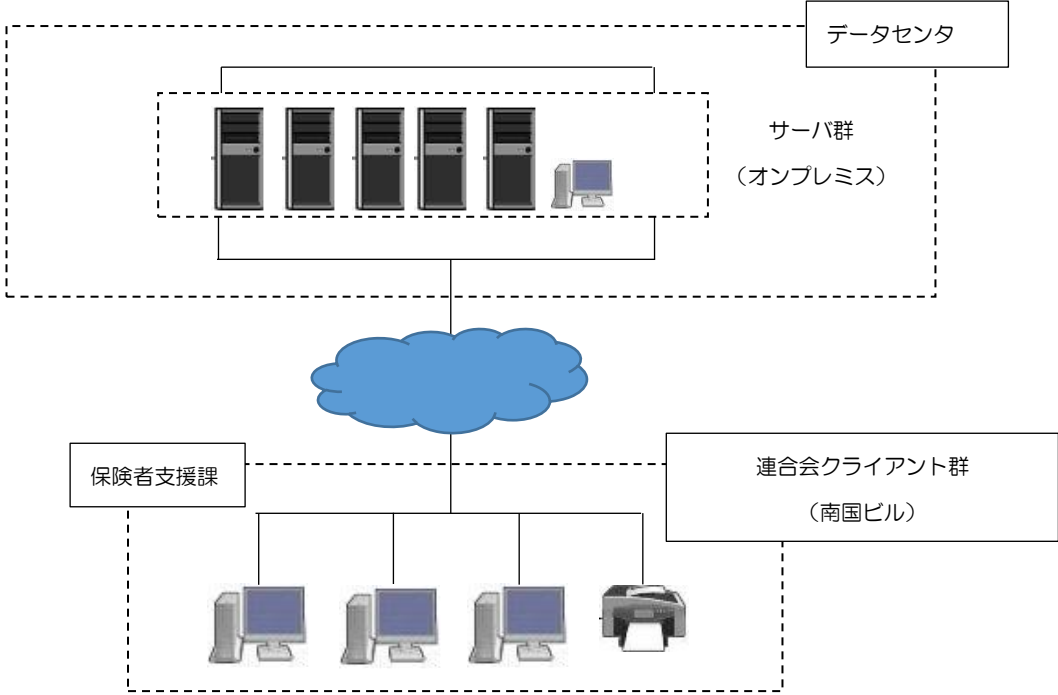 データセンタ
サーバ群
（オンプレミス）
保険者支援課
連合会クライアント群
（南国ビル）